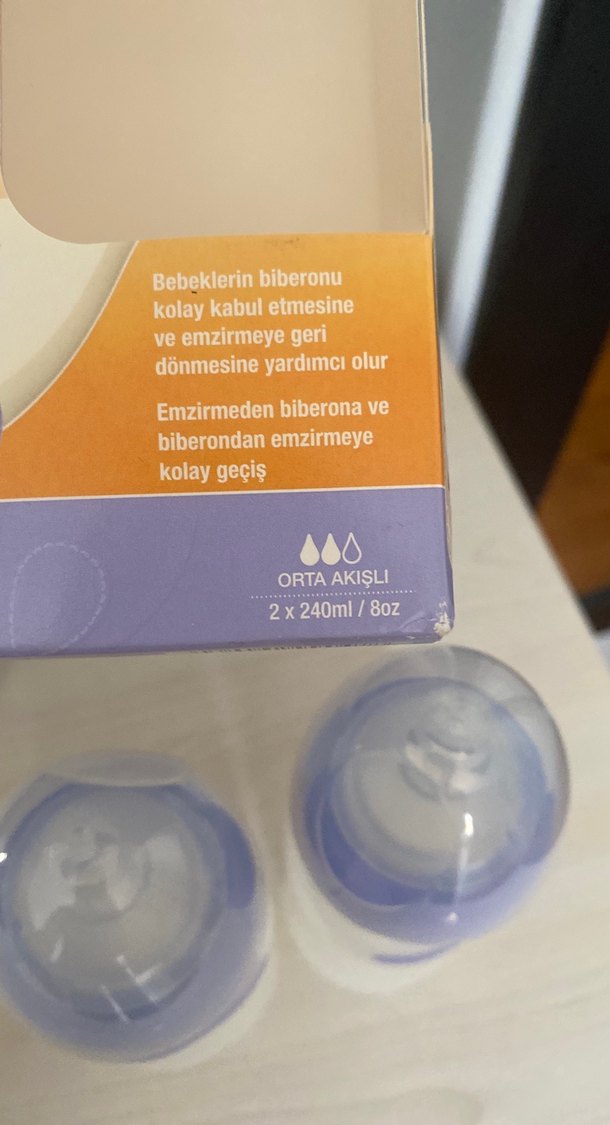 Bebeklerin biberonu
kolay kabul etmesine
ve emzirmeye geri
dönmesine yardımcı olur
Emzirmeden biberona ve
biberondan emzirmeye
kolay geçiş
ORTA AKIŞLI
2 x 240ml / 8oz